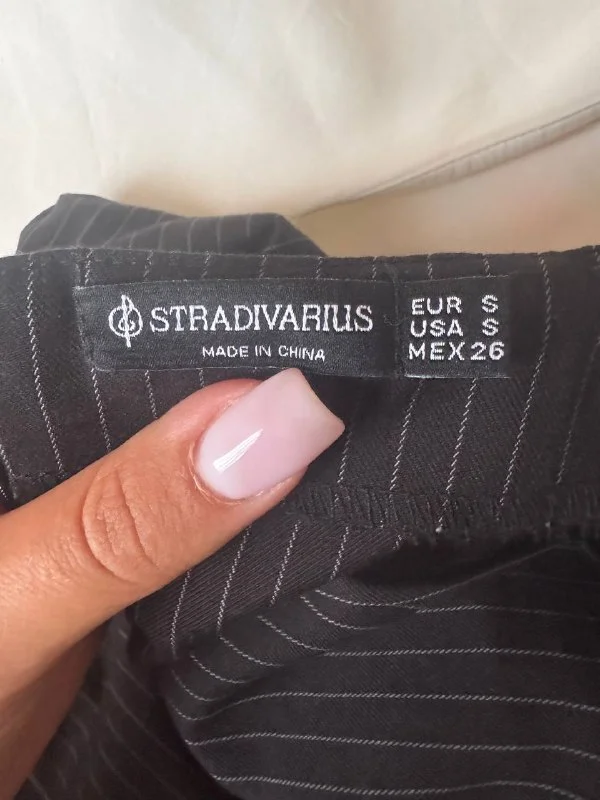 STRADIVARIUS
MADE IN CHINA
EUR S
USA S
MEX 26